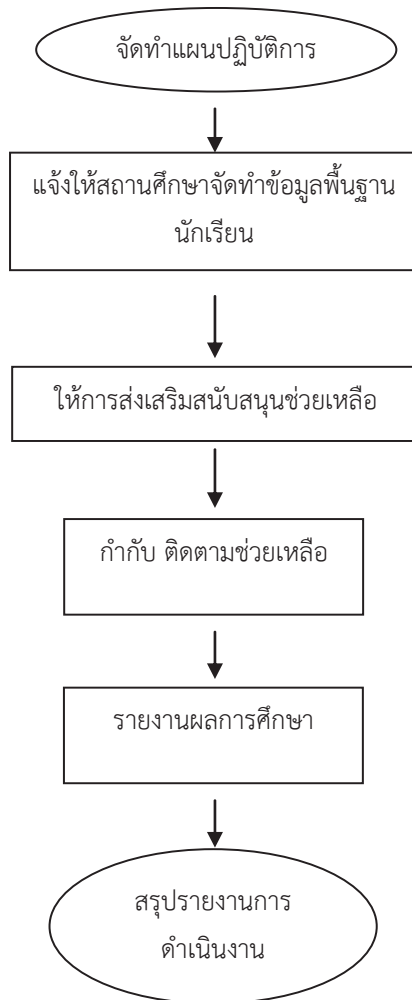 จัดทำแผนปฏิบัติการ
แจ้งให้สถานศึกษาจัดทำข้อมูลพื้นฐาน
นักเรียน
ให้การส่งเสริมสนับสนุนช่วยเหลือ
กำกับ ติดตามช่วยเหลือ
รายงานผลการศึกษา
สรุปรายงานการ
ดำเนินงาน